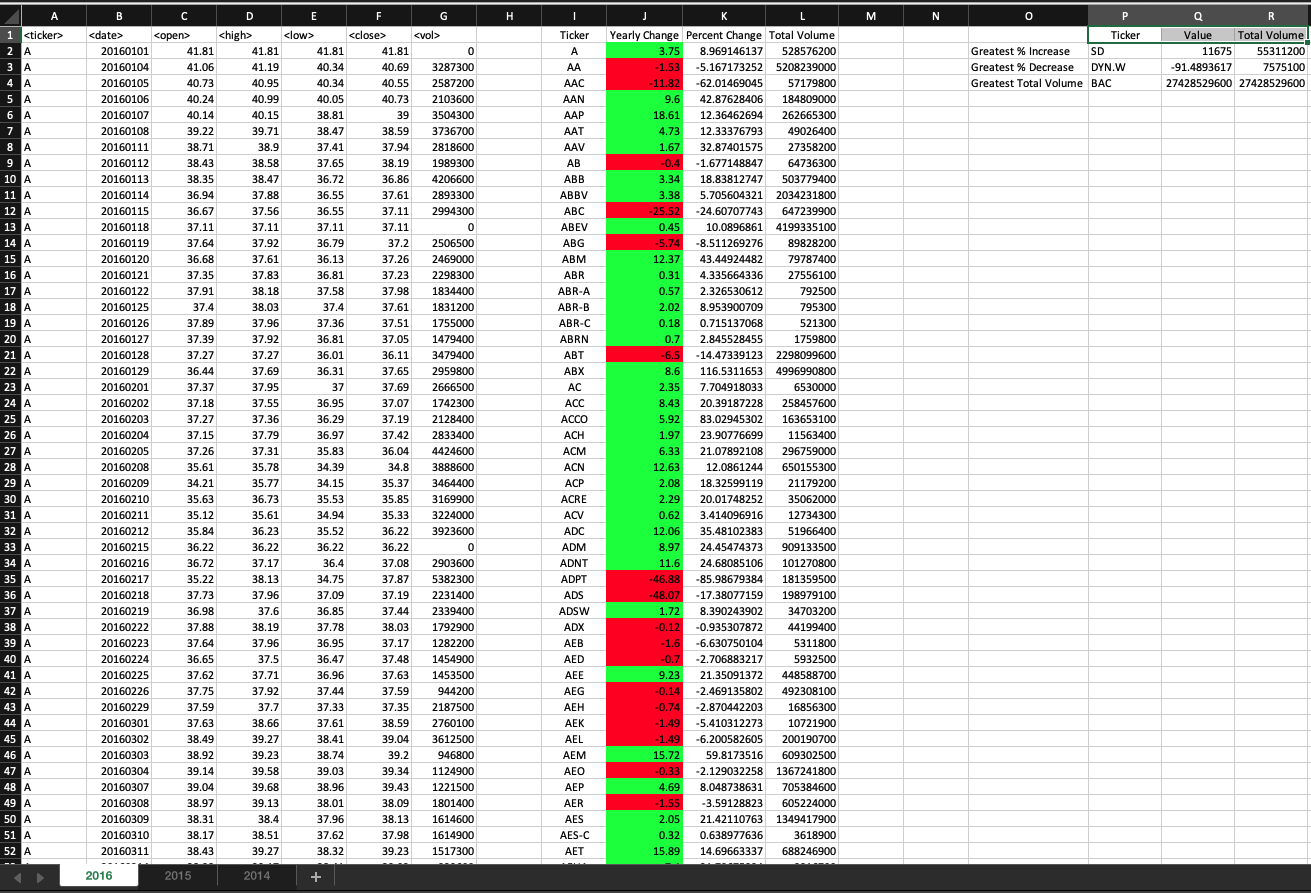 A B C D E F G H I J K L M N O P Q R
1 <ticker> <date> <open> <high> <low> <close> <vol> Ticker Yearly Change Percent Change Total Volume Ticker Value Total Volume
2 A 20160101 41.81 41.81 41.81 41.81 0 A 3.75 8.969146137 528576200 Greatest % Increase SD 11675 55311200
3 A 20160104 41.06 41.19 40.34 40.69 3287300 AA -1.53 -5.167173252 5208239000 Greatest % Decrease DYN.W -91.4893617 7575100
4 A 20160105 40.73 40.95 40.34 40.55 2587200 AAC -11.82 -62.01469045 57179800 Greatest Total Volume BAC 27428529600 27428529600
5 A 20160106 40.24 40.99 40.05 40.73 2103600 AAN 9.6 42.87628406 184809000
6 A 20160107 40.14 40.15 38.81 39 3504300 AAP 18.61 12.36462694 262665300
7 A 20160108 39.22 39.71 38.47 38.59 3736700 AAT 4.73 12.33376793 49026400
8 A 20160111 38.71 38.9 37.41 37.94 2818600 AAV 1.67 32.87401575 27358200
9 A 20160112 38.43 38.58 37.65 38.19 1989300 AB -0.4 -1.677148847 64736300
10 A 20160113 38.35 38.47 36.72 36.86 4206600 ABB 3.34 18.83812747 503779400
11 A 20160114 36.94 37.88 36.55 37.61 2893300 ABBV 3.38 5.705604321 2034231800
12 A 20160115 36.67 37.56 36.55 37.11 2994300 ABC -25.52 -24.60707743 647239900
13 A 20160118 37.11 37.11 37.11 37.11 0 ABEV 0.45 10.0896861 4199335100
14 A 20160119 37.64 37.92 36.79 37.2 2506500 ABG -5.74 -8.511269276 89828200
15 A 20160120 36.68 37.61 36.13 37.26 2469000 ABM 12.37 43.44924482 79787400
16 A 20160121 37.35 37.83 36.81 37.23 2298300 ABR 0.31 4.335664336 27556100
17 A 20160122 37.91 38.18 37.58 37.98 1834400 ABR-A 0.57 2.326530612 792500
18 A 20160125 37.4 38.03 37.4 37.61 1831200 ABR-B 2.02 8.953900709 795300
19 A 20160126 37.89 37.96 37.36 37.51 1755000 ABR-C 0.18 0.715137068 521300
20 A 20160127 37.39 37.92 36.81 37.05 1479400 ABRN 0.7 2.845528455 1759800
21 A 20160128 37.27 37.27 36.01 36.11 3479400 ABT -6.5 -14.47339123 2298099600
22 A 20160129 36.44 37.69 36.31 37.65 2959800 ABX 8.6 116.5311653 4996990800
23 A 20160201 37.37 37.95 37 37.69 2666500 AC 2.35 7.704918033 6530000
24 A 20160202 37.18 37.55 36.95 37.07 1742300 ACC 8.43 20.39187228 258457600
25 A 20160203 37.27 37.36 36.29 37.19 2128400 ACCO 5.92 83.02945302 163653100
26 A 20160204 37.15 37.79 36.97 37.42 2833400 ACH 1.97 23.90776699 11563400
27 A 20160205 37.26 37.31 35.83 36.04 4424600 ACM 6.33 21.07892108 296759000
28 A 20160208 35.61 35.78 34.39 34.8 3888600 ACN 12.63 12.0861244 650155300
29 A 20160209 34.21 35.77 34.15 35.37 3464400 ACP 2.08 18.32599119 21179200
30 A 20160210 35.63 36.73 35.53 35.85 3169900 ACRE 2.29 20.01748252 35062000
31 A 20160211 35.12 35.61 34.94 35.33 3224000 ACV 0.62 3.414096916 12734300
32 A 20160212 35.84 36.23 35.52 36.22 3923600 ADC 12.06 35.48102383 51966400
33 A 20160215 36.22 36.22 36.22 36.22 0 ADM 8.97 24.45474373 909133500
34 A 20160216 36.72 37.17 36.4 37.08 2903600 ADNT 11.6 24.68085106 101270800
35 A 20160217 35.22 38.13 34.75 37.87 5382300 ADPT -46.88 -85.98679384 181359500
36 A 20160218 37.73 37.96 37.09 37.19 2231400 ADS -48.07 -17.38077159 198979100
37 A 20160219 36.98 37.6 36.85 37.44 2339400 ADSW 1.72 8.390243902 34703200
38 A 20160222 37.88 38.19 37.78 38.03 1792900 ADX -0.12 -0.935307872 44199400
39 A 20160223 37.64 37.96 36.95 37.17 1282200 AEB -1.6 -6.630750104 5311800
40 A 20160224 36.65 37.5 36.47 37.48 1454900 AED -0.7 -2.706883217 5932500
41 A 20160225 37.62 37.71 36.96 37.63 1453500 AEE 9.23 21.35091372 448588700
42 A 20160226 37.75 37.92 37.44 37.59 944200 AEG -0.14 -2.469135802 492308100
43 A 20160229 37.59 37.7 37.33 37.35 2187500 AEH -0.74 -2.870442203 16856300
44 A 20160301 37.63 38.66 37.61 38.59 2760100 AEK -1.49 -5.410312273 10721900
45 A 20160302 38.49 39.27 38.41 39.04 3612500 AEL -1.49 -6.200582605 200190700
46 A 20160303 38.92 39.23 38.74 39.2 946800 AEM 15.72 59.8173516 609302500
47 A 20160304 39.14 39.58 39.03 39.34 1124900 AEO -0.33 -2.129032258 1367241800
48 A 20160307 39.04 39.68 38.96 39.43 1221500 AEP 4.69 8.048738631 705384600
49 A 20160308 38.97 39.13 38.01 38.09 1801400 AER -1.55 -3.59128823 605224000
50 A 20160309 38.31 38.4 37.96 38.13 1614600 AES 2.05 21.42110763 1349417900
51 A 20160310 38.17 38.51 37.62 37.98 1614900 AES-C 0.32 0.638977636 3618900
52 A 20160311 38.43 39.27 38.32 39.23 1517300 AET 15.89 14.69663337 688246900
2016 2015 2014 +